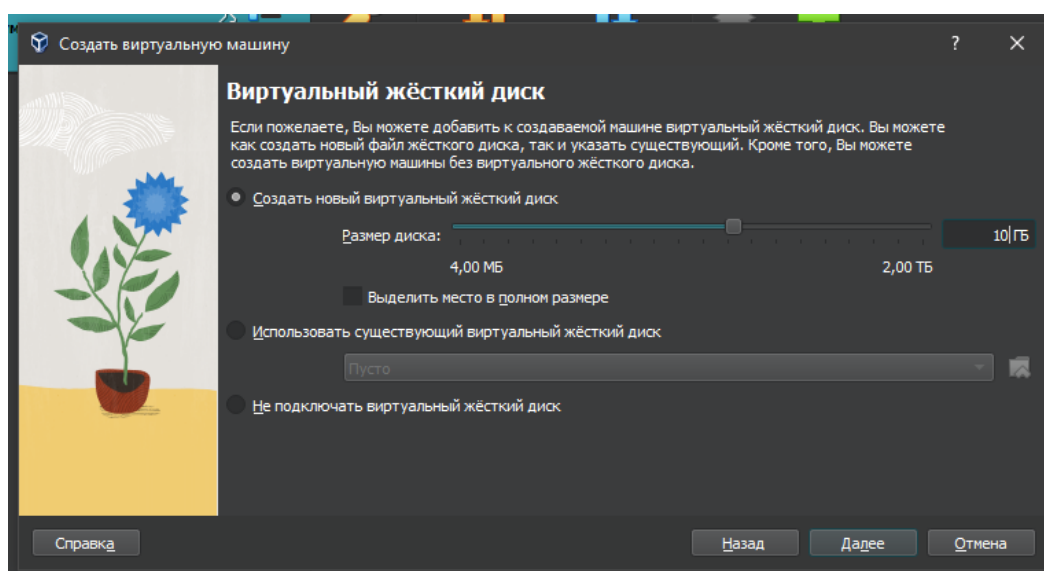 Создать виртуальную машину
?
Виртуальный жёсткий диск
Если пожелаете, Вы можете добавить к создаваемой машине виртуальный жёсткий диск. Вы можете
как создать новый файл жёсткого диска, так и указать существующий. Кроме того, Вы можете
создать виртуальную машины без виртуального жёсткого диска.
Создать новый виртуальный жёсткий диск
Размер диска:
10 ГБ
4,00 МБ
2,00 ТБ
Выделить место в полном размере
Использовать существующий виртуальный жёсткий диск
Пусто
Не подключать виртуальный жёсткий диск
Справка
Назад
Далее
Отмена